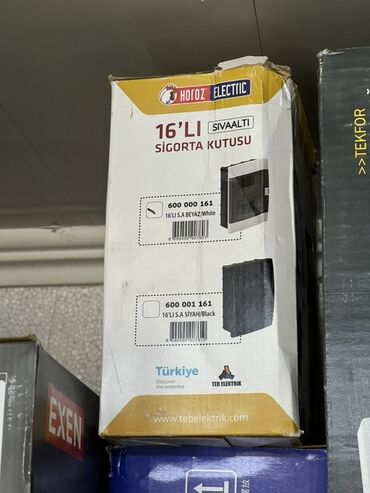 HOROZ ELECTRIC
16'LI SIVAALTI
SİGORTA KUTUSU
600 000 161
16'LI S.A BEYAZ/White
600 001 161
16'LI S.A SİYAH/Black
Türkiye
Discover
the potential
TEB ELEKTRİK
www.tebelektrik.com
EXEN
>>TEKFOR